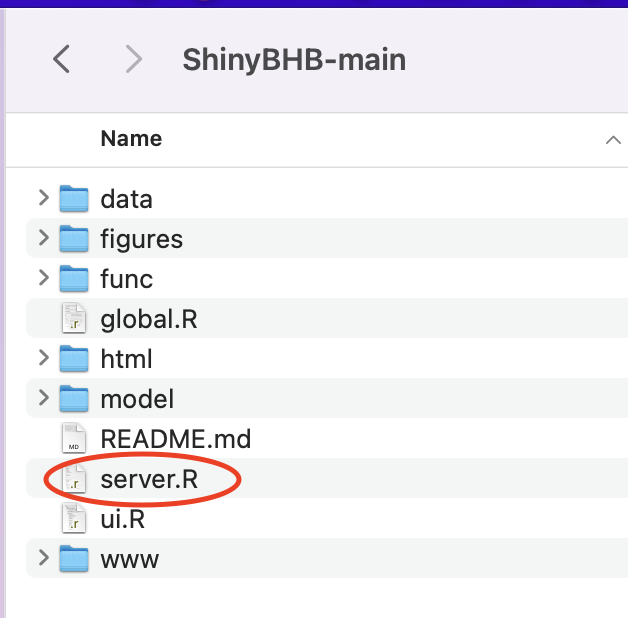 ShinyBHB-main
Name
data
figures
func
.r global.R
html
model
MD README.md
.r server.R
.r ui.R
www